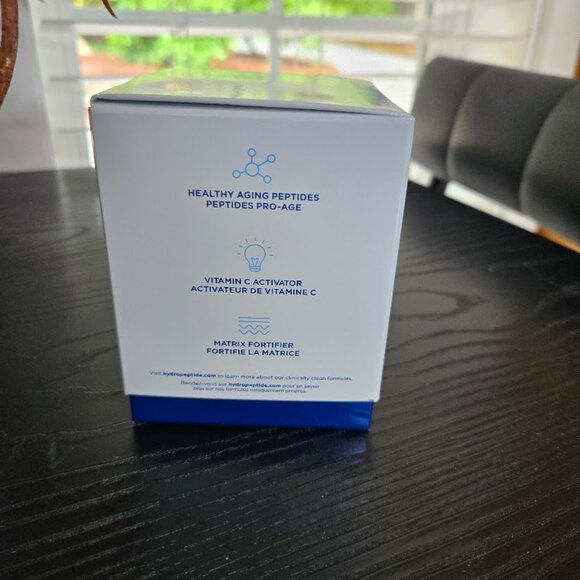 HEALTHY AGING PEPTIDES
PEPTIDES PRO-AGE
VITAMIN C ACTIVATOR
ACTIVATEUR DE VITAMINE C
MATRIX FORTIFIER
FORTIFIE LA MATRICE
Visit hydropeptide.com to learn more about our clinically clean formulas.
Rendez-vous sur hydropeptide.com pour en savoir
plus sur nos formules cliniquement propres.